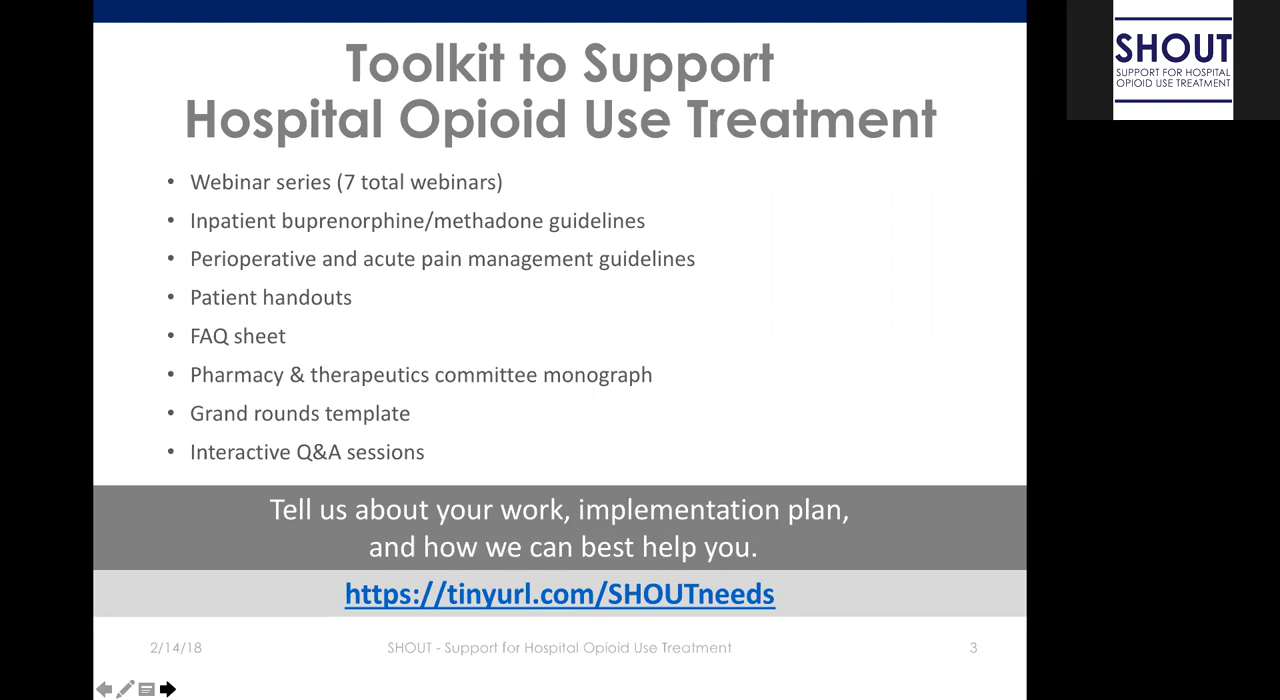 Toolkit to Support
Hospital Opioid Use Treatment
• Webinar series (7 total webinars)
• Inpatient buprenorphine/methadone guidelines
• Perioperative and acute pain management guidelines
• Patient handouts
• FAQ sheet
• Pharmacy & therapeutics committee monograph
• Grand rounds template
• Interactive Q&A sessions
Tell us about your work, implementation plan,
and how we can best help you.
https://tinyurl.com/SHOUTneeds
2/14/18 SHOUT - Support for Hospital Opioid Use Treatment 3
SHOUT
SUPPORT FOR HOSPITAL
OPIOID USE TREATMENT